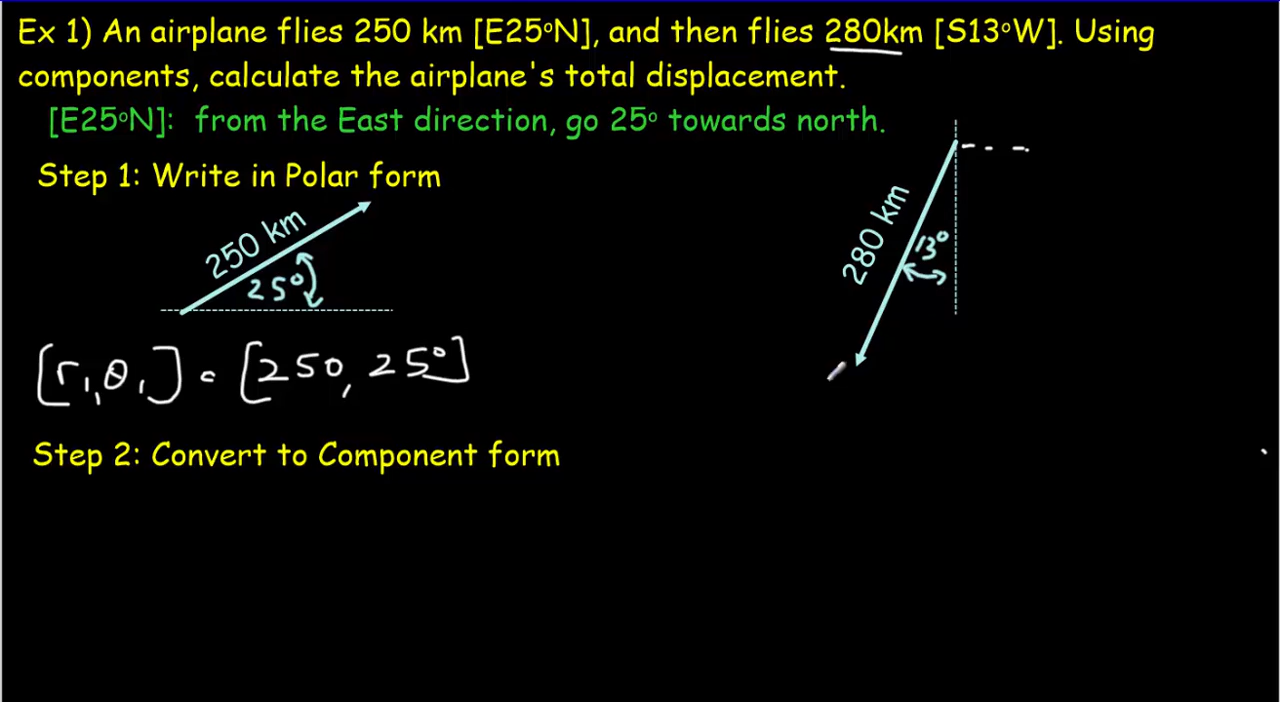 Ex 1) An airplane flies 250 km [E25°N], and then flies 280km [S13°W]. Using
components, calculate the airplane's total displacement.
[E25°N]: from the East direction, go 25° towards north.
Step 1: Write in Polar form
250 km
25°
280 km
13°
[r₁, θ₁] = [250, 25°]
Step 2: Convert to Component form